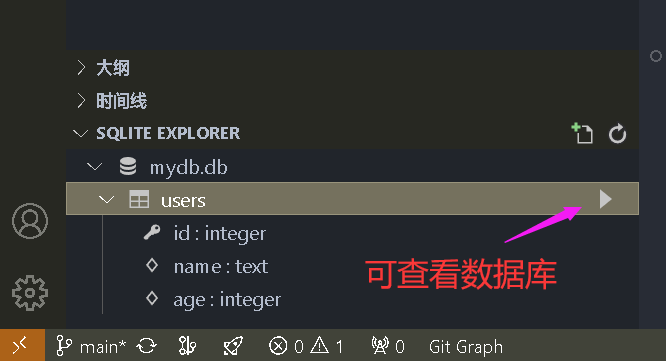 大纲
时间线
SQLITE EXPLORER
mydb.db
users
id : integer
name : text
age : integer
可查看数据库
main* 0 1 0 Git Graph